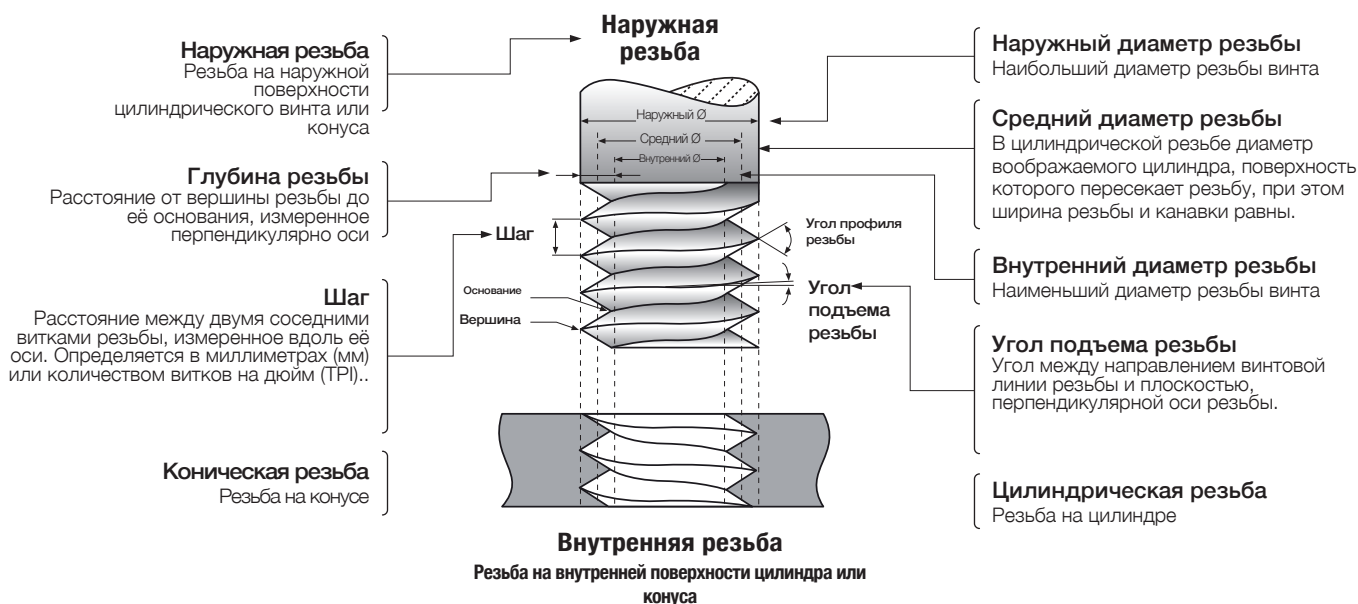 Наружная
резьба
Наружная резьба
Резьба на наружной
поверхности
цилиндрического винта или
конуса
Глубина резьбы
Расстояние от вершины резьбы до
её основания, измеренное
перпендикулярно оси
Шаг
Расстояние между двумя соседними
витками резьбы, измеренное вдоль её
оси. Определяется в миллиметрах (мм)
или количеством витков на дюйм (TPI)..
Коническая резьба
Резьба на конусе
Наружный Ø
Средний Ø
Внутренний Ø
Шаг
Угол профиля
резьбы
Основание
Вершина
Угол
подъема
резьбы
Наружный диаметр резьбы
Наибольший диаметр резьбы винта
Средний диаметр резьбы
В цилиндрической резьбе диаметр
воображаемого цилиндра, поверхность
которого пересекает резьбу, при этом
ширина резьбы и канавки равны.
Внутренний диаметр резьбы
Наименьший диаметр резьбы винта
Угол подъема резьбы
Угол между направлением винтовой
линии резьбы и плоскостью,
перпендикулярной оси резьбы.
Цилиндрическая резьба
Резьба на цилиндре
Внутренняя резьба
Резьба на внутренней поверхности цилиндра или
конуса